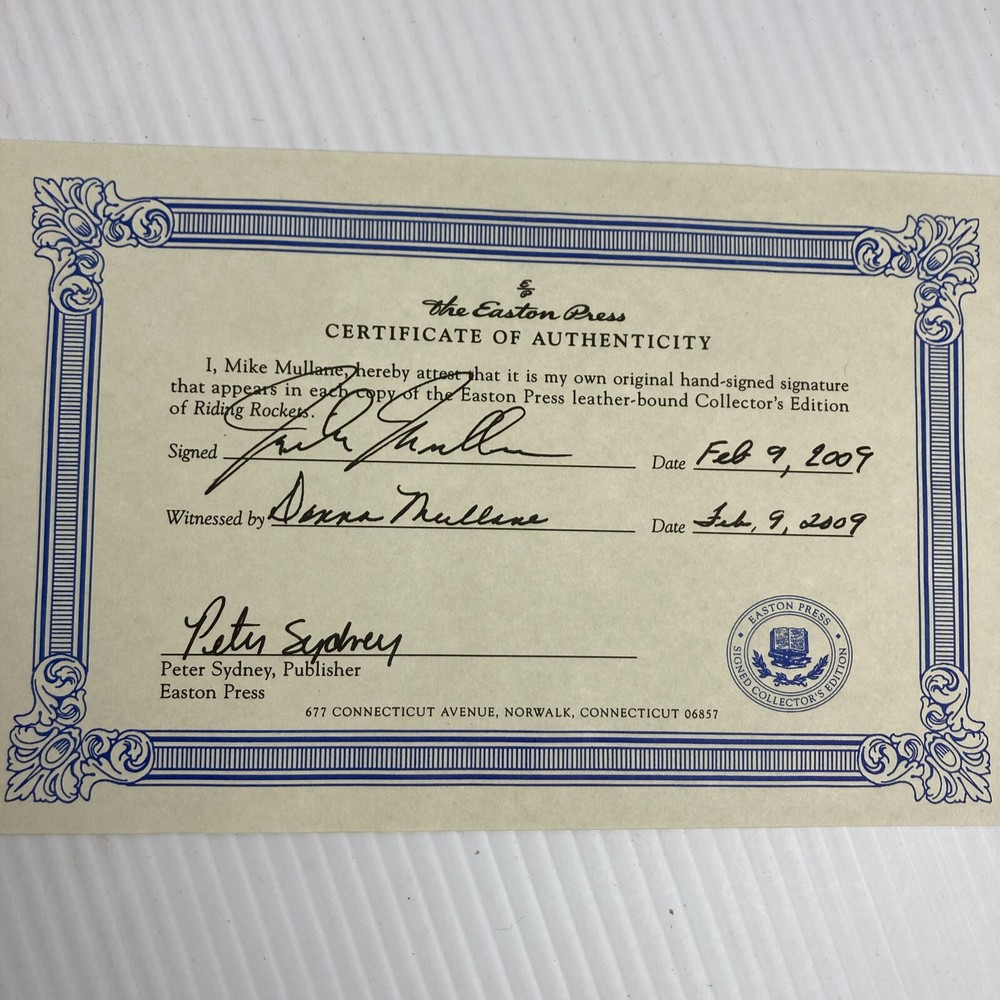 EP
the Easton Press
CERTIFICATE OF AUTHENTICITY
I, Mike Mullane, hereby attest that it is my own original hand-signed signature
that appears in each copy of the Easton Press leather-bound Collector's Edition
of Riding Rockets.
Signed Mike Mullane Date Feb 9, 2009
Witnessed by Donna Mullane Date Feb, 9, 2009
Peter Sydney
Peter Sydney, Publisher
Easton Press
EASTON PRESS
SIGNED COLLECTOR'S EDITION
677 CONNECTICUT AVENUE, NORWALK, CONNECTICUT 06857